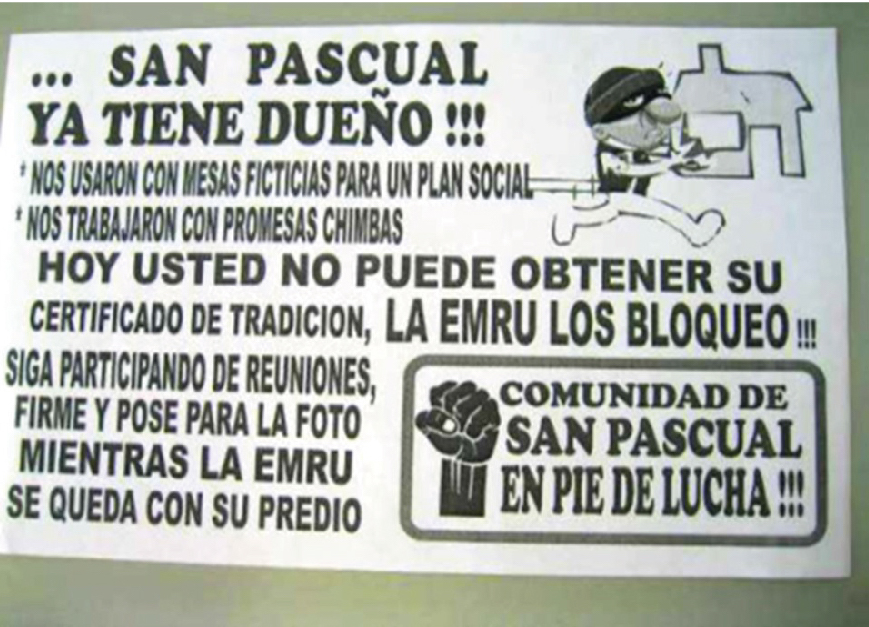 ... SAN PASCUAL
YA TIENE DUEÑO !!!
* NOS USARON CON MESAS FICTICIAS PARA UN PLAN SOCIAL
* NOS TRABAJARON CON PROMESAS CHIMBAS
HOY USTED NO PUEDE OBTENER SU
CERTIFICADO DE TRADICION, LA EMRU LOS BLOQUEO !!!
SIGA PARTICIPANDO DE REUNIONES,
FIRME Y POSE PARA LA FOTO
MIENTRAS LA EMRU
SE QUEDA CON SU PREDIO
COMUNIDAD DE
SAN PASCUAL
EN PIE DE LUCHA !!!